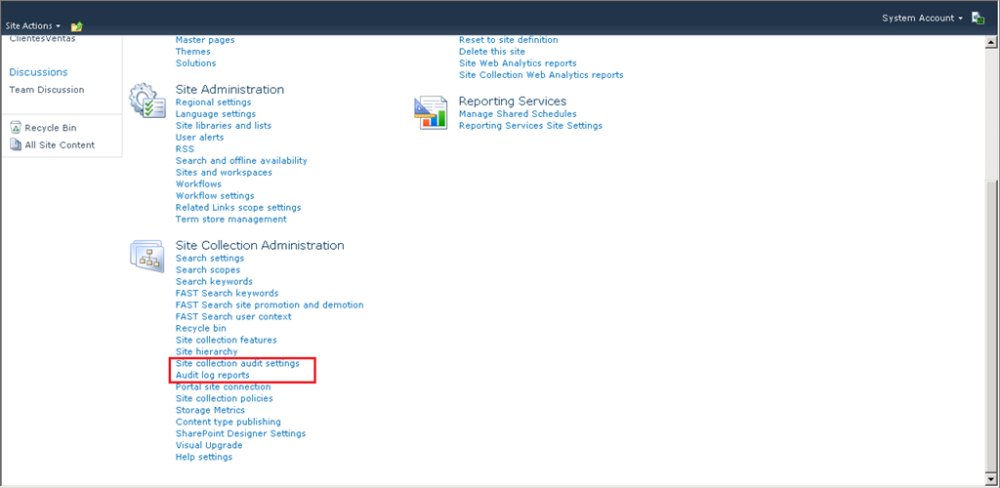 Site Actions
System Account
ClientesVentas
Discussions
Team Discussion
Recycle Bin
All Site Content
Master pages
Themes
Solutions
Site Administration
Regional settings
Language settings
Site libraries and lists
User alerts
RSS
Search and offline availability
Sites and workspaces
Workflows
Workflow settings
Related Links scope settings
Term store management
Site Collection Administration
Search settings
Search scopes
Search keywords
FAST Search keywords
FAST Search site promotion and demotion
FAST Search user context
Recycle bin
Site collection features
Site hierarchy
Site collection audit settings
Audit log reports
Portal site connection
Site collection policies
Storage Metrics
Content type publishing
SharePoint Designer Settings
Visual Upgrade
Help settings
Reset to site definition
Delete this site
Site Web Analytics reports
Site Collection Web Analytics reports
Reporting Services
Manage Shared Schedules
Reporting Services Site Settings